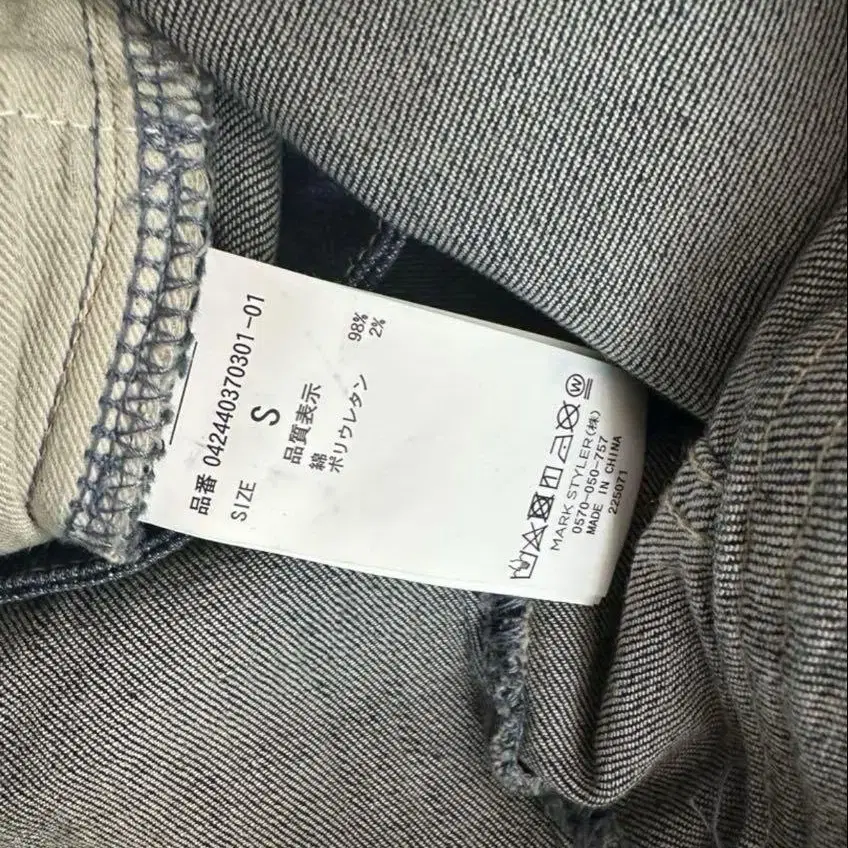 品番 042440370301-01
SIZE S
品質表示
綿 98%
ポリウレタン 2%
W
MARK STYLER(株)
0570-050-757
MADE IN CHINA
225071